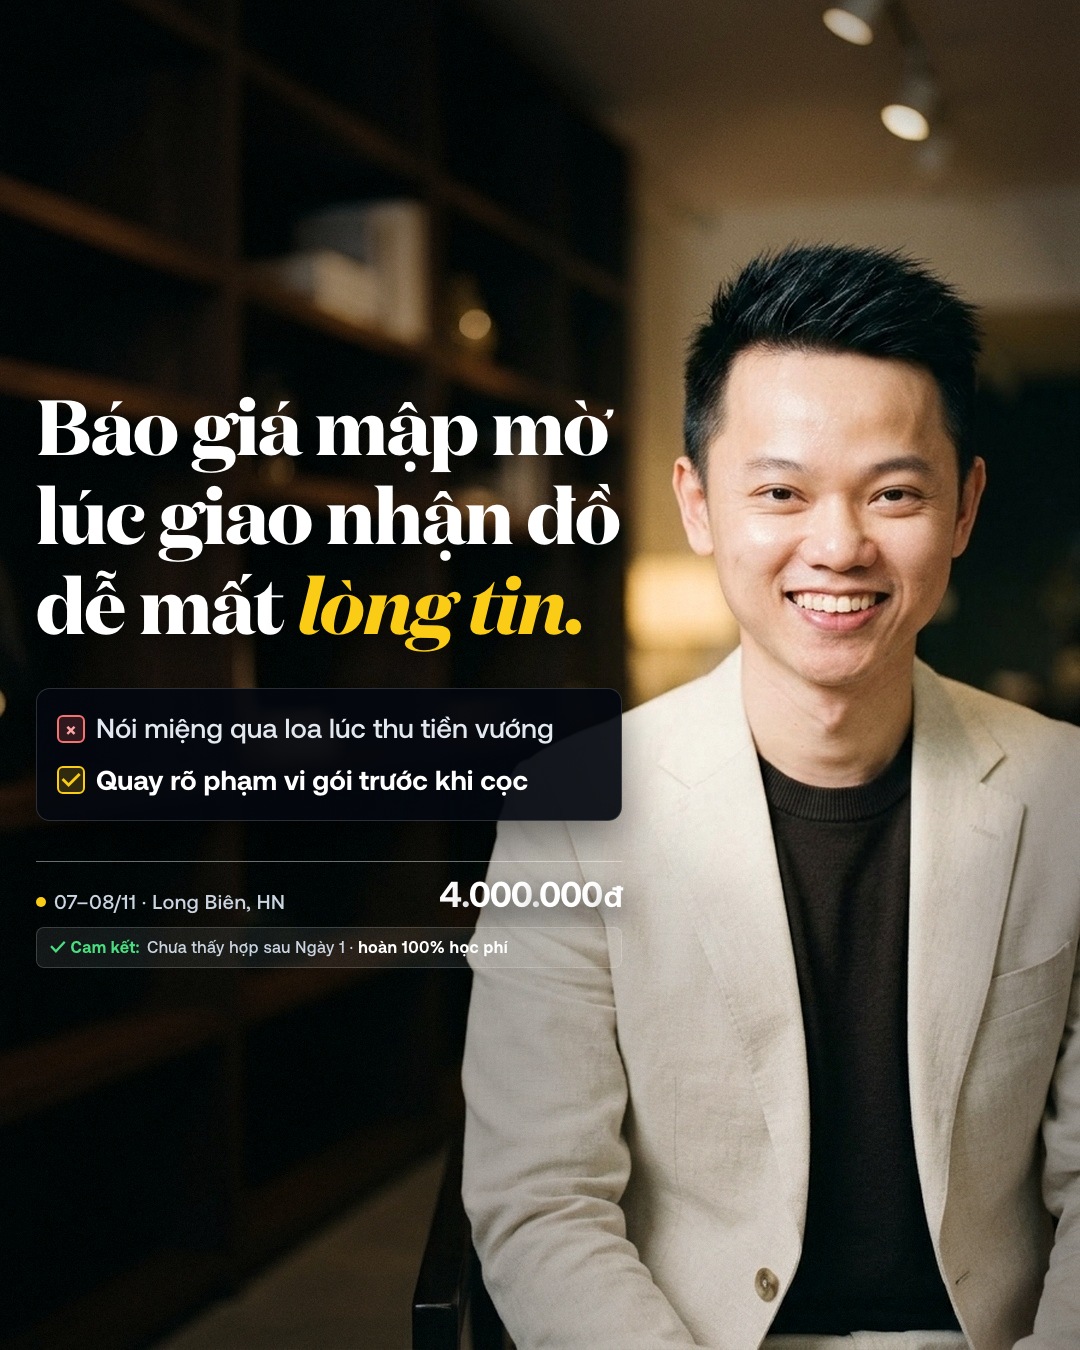 Báo giá mập mờ
lúc giao nhận đồ
dễ mất lòng tin.
Nói miệng qua loa lúc thu tiền vướng
Quay rõ phạm vi gói trước khi cọc
07–08/11 · Long Biên, HN
4.000.000đ
Cam kết: Chưa thấy hợp sau Ngày 1 · hoàn 100% học phí